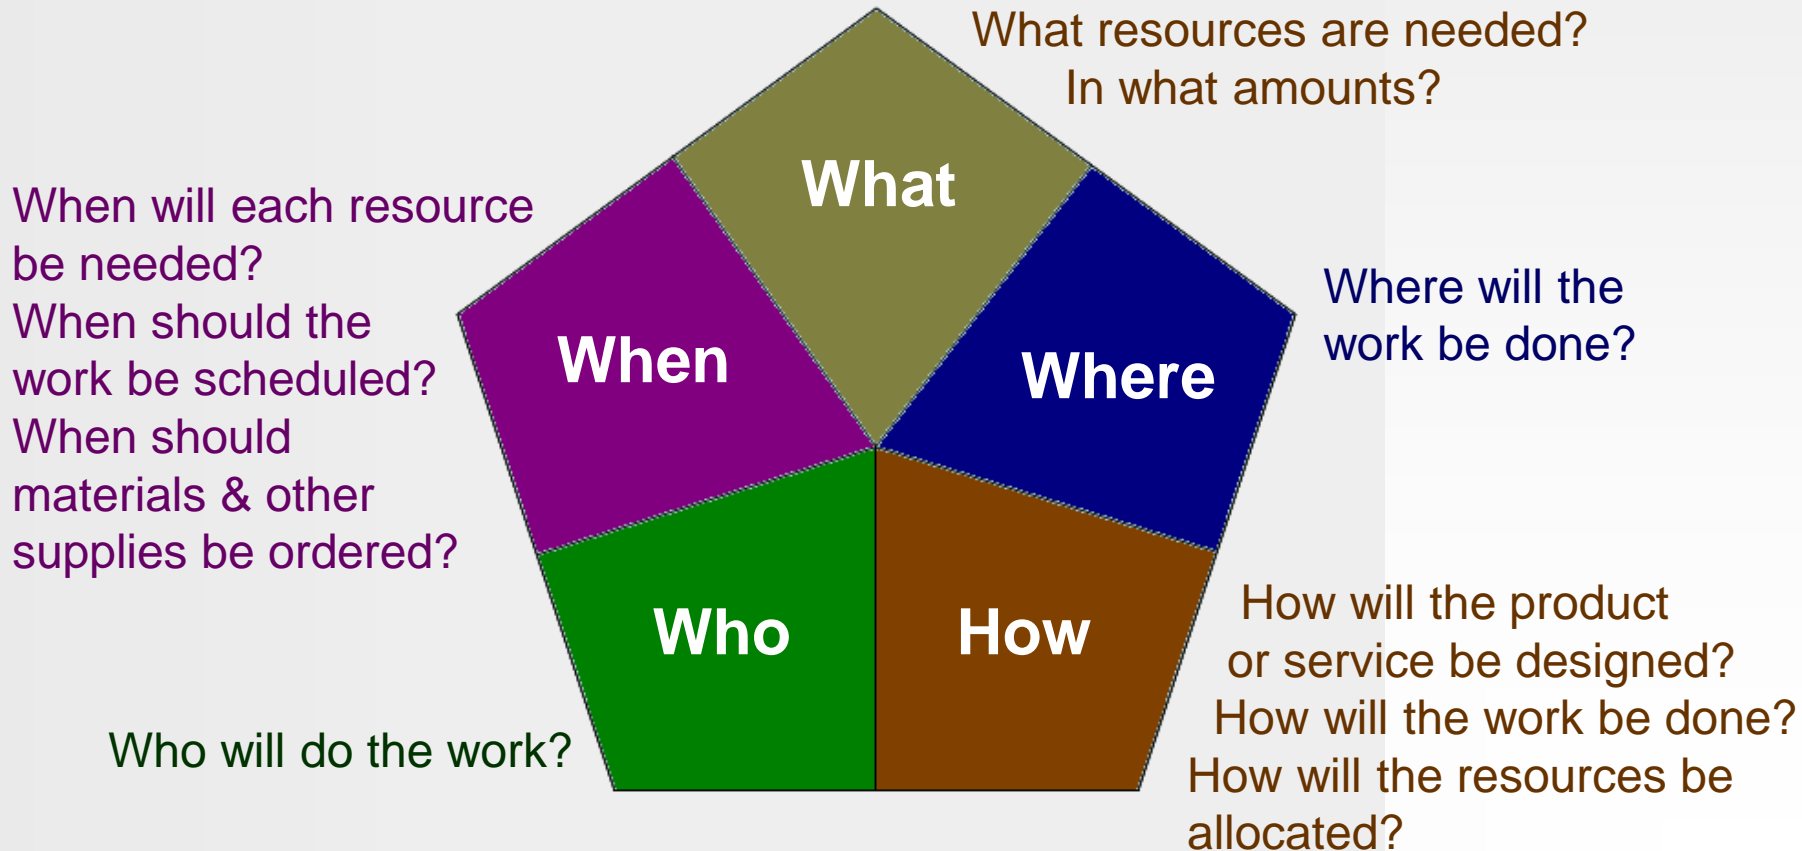 What resources are needed?
In what amounts?
What
When will each resource
be needed?
When should the
work be scheduled?
When should
materials & other
supplies be ordered?
When
Where
Where will the
work be done?
Who
How
Who will do the work?
How will the product
or service be designed?
How will the work be done?
How will the resources be
allocated?